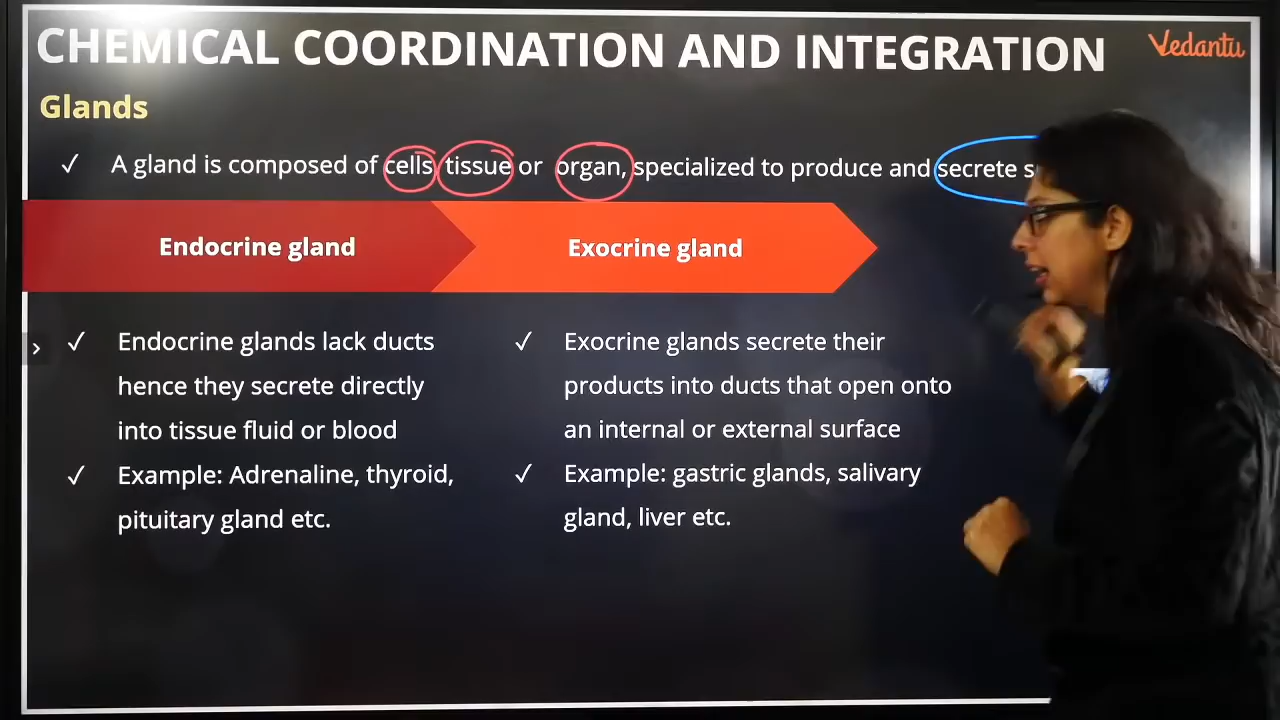 CHEMICAL COORDINATION AND INTEGRATION
Vedantu
Glands
✓ A gland is composed of cells tissue or organ, specialized to produce and secrete
Endocrine gland
Exocrine gland
✓ Endocrine glands lack ducts
hence they secrete directly
into tissue fluid or blood
✓ Example: Adrenaline, thyroid,
pituitary gland etc.
✓ Exocrine glands secrete their
products into ducts that open onto
an internal or external surface
✓ Example: gastric glands, salivary
gland, liver etc.